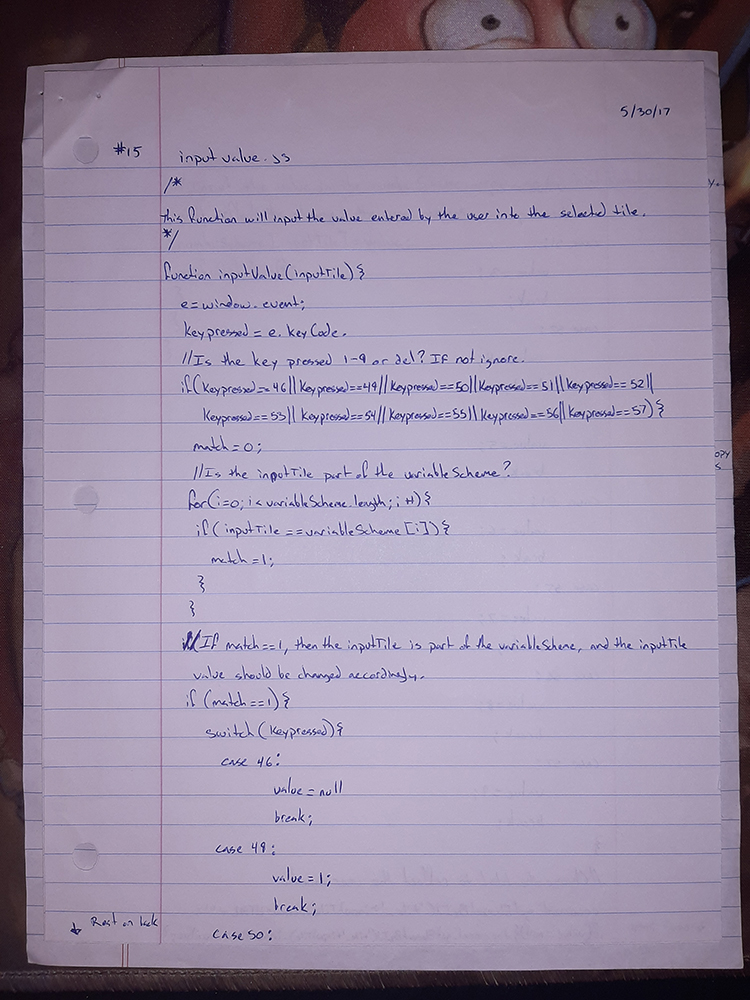 5/30/17
#15 inputvalue.js
/*
this function will input the value entered by the user into the selected tile.
*/
function inputValue(inputTile){
e=window.event;
keypressed = e.keyCode.
//Is the key pressed 1-9 or del? If not ignore.
if(keypressed==46||keypressed==49||keypressed==50||keypressed==51||keypressed==52||
keypressed==53||keypressed==54||keypressed==55||keypressed==56||keypressed==57){
match=0;
//Is the inputTile part of the variableScheme?
for(i=0; i<variableScheme.length; i++){
if(inputTile==variableScheme[i]){
match=1;
}
}
//If match==1, then the inputTile is part of the variableScheme, and the inputTile
value should be changed accordingly.
if (match==1){
switch(keypressed){
case 46:
value = null
break;
case 49:
value=1;
break;
↓ Rest on back
case 50: